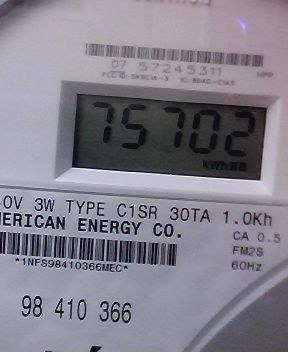 07 57245311
75702
kWh
0V 3W TYPE C1SR 30TA 1.0Kh
MERICAN ENERGY CO.
CA 0.5
FM2S
60Hz
*1NFS98410366MEC*
98 410 366